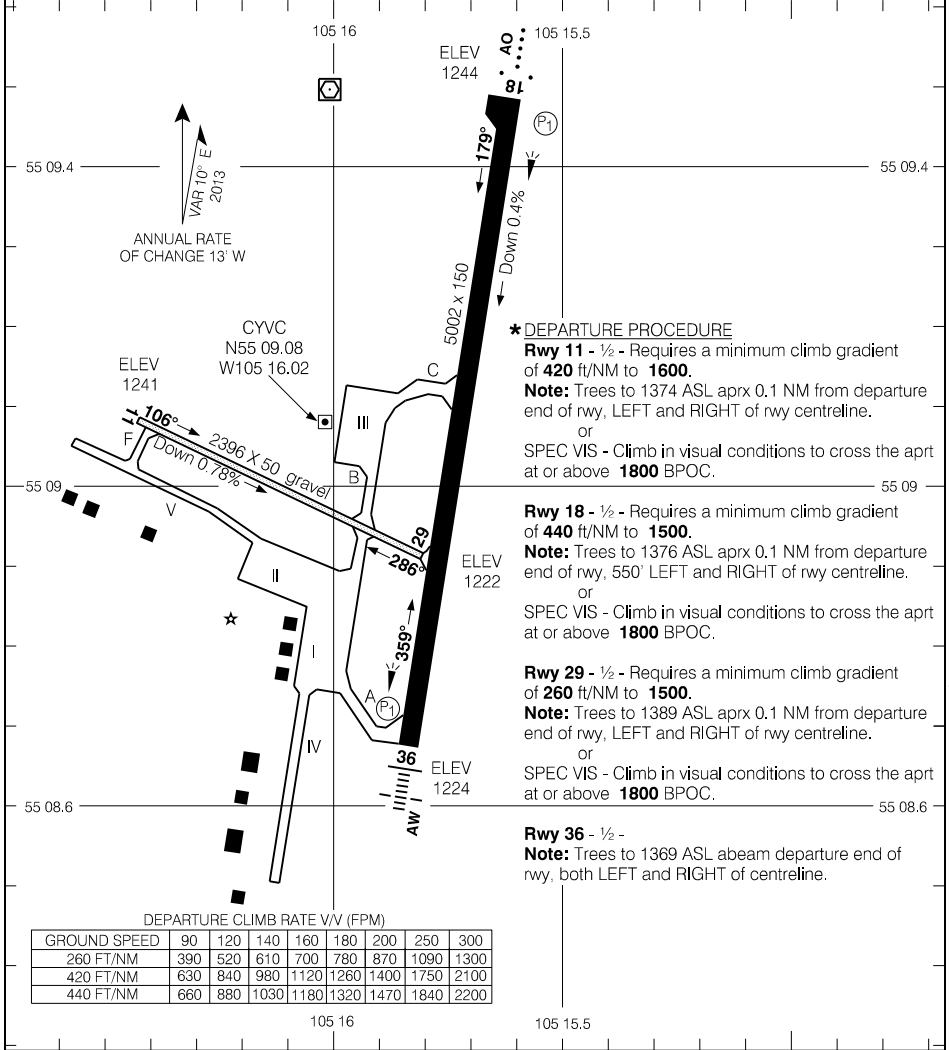 105 16
105 15.5
ELEV
1244
AO
18
P1
179°
55 09.4
55 09.4
VAR 10° E
2013
ANNUAL RATE
OF CHANGE 13' W
Down 0.4%
5002 x 150
CYVC
N55 09.08
W105 16.02
ELEV
1241
C
III
11
106°
2396 X 50 gravel
Down 0.78%
F
B
V
55 09
55 09
29
286°
ELEV
1222
II
359°
I
A
P1
IV
36
ELEV
1224
AW
55 08.6
55 08.6
* DEPARTURE PROCEDURE
Rwy 11 - ½ - Requires a minimum climb gradient
of 420 ft/NM to 1600.
Note: Trees to 1374 ASL aprx 0.1 NM from departure
end of rwy, LEFT and RIGHT of rwy centreline.
or
SPEC VIS - Climb in visual conditions to cross the aprt
at or above 1800 BPOC.
Rwy 18 - ½ - Requires a minimum climb gradient
of 440 ft/NM to 1500.
Note: Trees to 1376 ASL aprx 0.1 NM from departure
end of rwy, 550' LEFT and RIGHT of rwy centreline.
or
SPEC VIS - Climb in visual conditions to cross the aprt
at or above 1800 BPOC.
Rwy 29 - ½ - Requires a minimum climb gradient
of 260 ft/NM to 1500.
Note: Trees to 1389 ASL aprx 0.1 NM from departure
end of rwy, LEFT and RIGHT of rwy centreline.
or
SPEC VIS - Climb in visual conditions to cross the aprt
at or above 1800 BPOC.
Rwy 36 - ½ -
Note: Trees to 1369 ASL abeam departure end of
rwy, both LEFT and RIGHT of centreline.
DEPARTURE CLIMB RATE V/V (FPM)
GROUND SPEED 90 120 140 160 180 200 250 300
260 FT/NM 390 520 610 700 780 870 1090 1300
420 FT/NM 630 840 980 1120 1260 1400 1750 2100
440 FT/NM 660 880 1030 1180 1320 1470 1840 2200
105 16
105 15.5